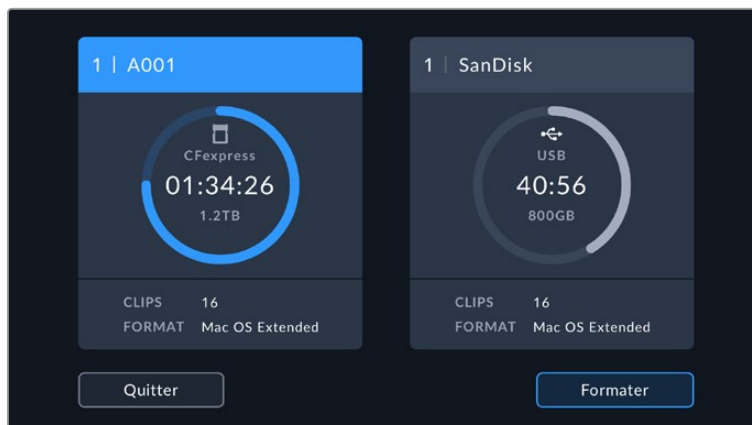 1 | A001
CFexpress
01:34:26
1.2TB
CLIPS 16
FORMAT Mac OS Extended
1 | SanDisk
USB
40:56
800GB
CLIPS 16
FORMAT Mac OS Extended
Quitter
Formater